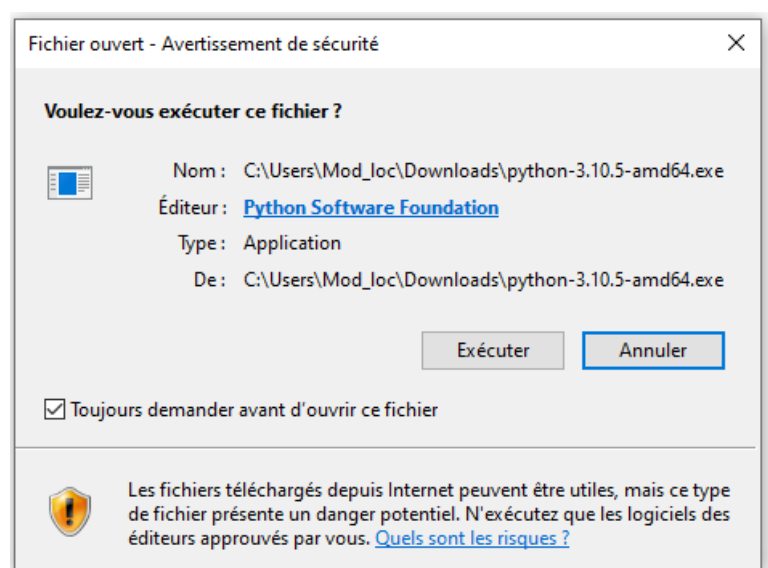 Fichier ouvert - Avertissement de sécurité
Voulez-vous exécuter ce fichier ?
Nom : C:\Users\Mod_loc\Downloads\python-3.10.5-amd64.exe
Éditeur : Python Software Foundation
Type : Application
De : C:\Users\Mod_loc\Downloads\python-3.10.5-amd64.exe
Exécuter Annuler
Toujours demander avant d'ouvrir ce fichier
Les fichiers téléchargés depuis Internet peuvent être utiles, mais ce type
de fichier présente un danger potentiel. N'exécutez que les logiciels des
éditeurs approuvés par vous. Quels sont les risques ?